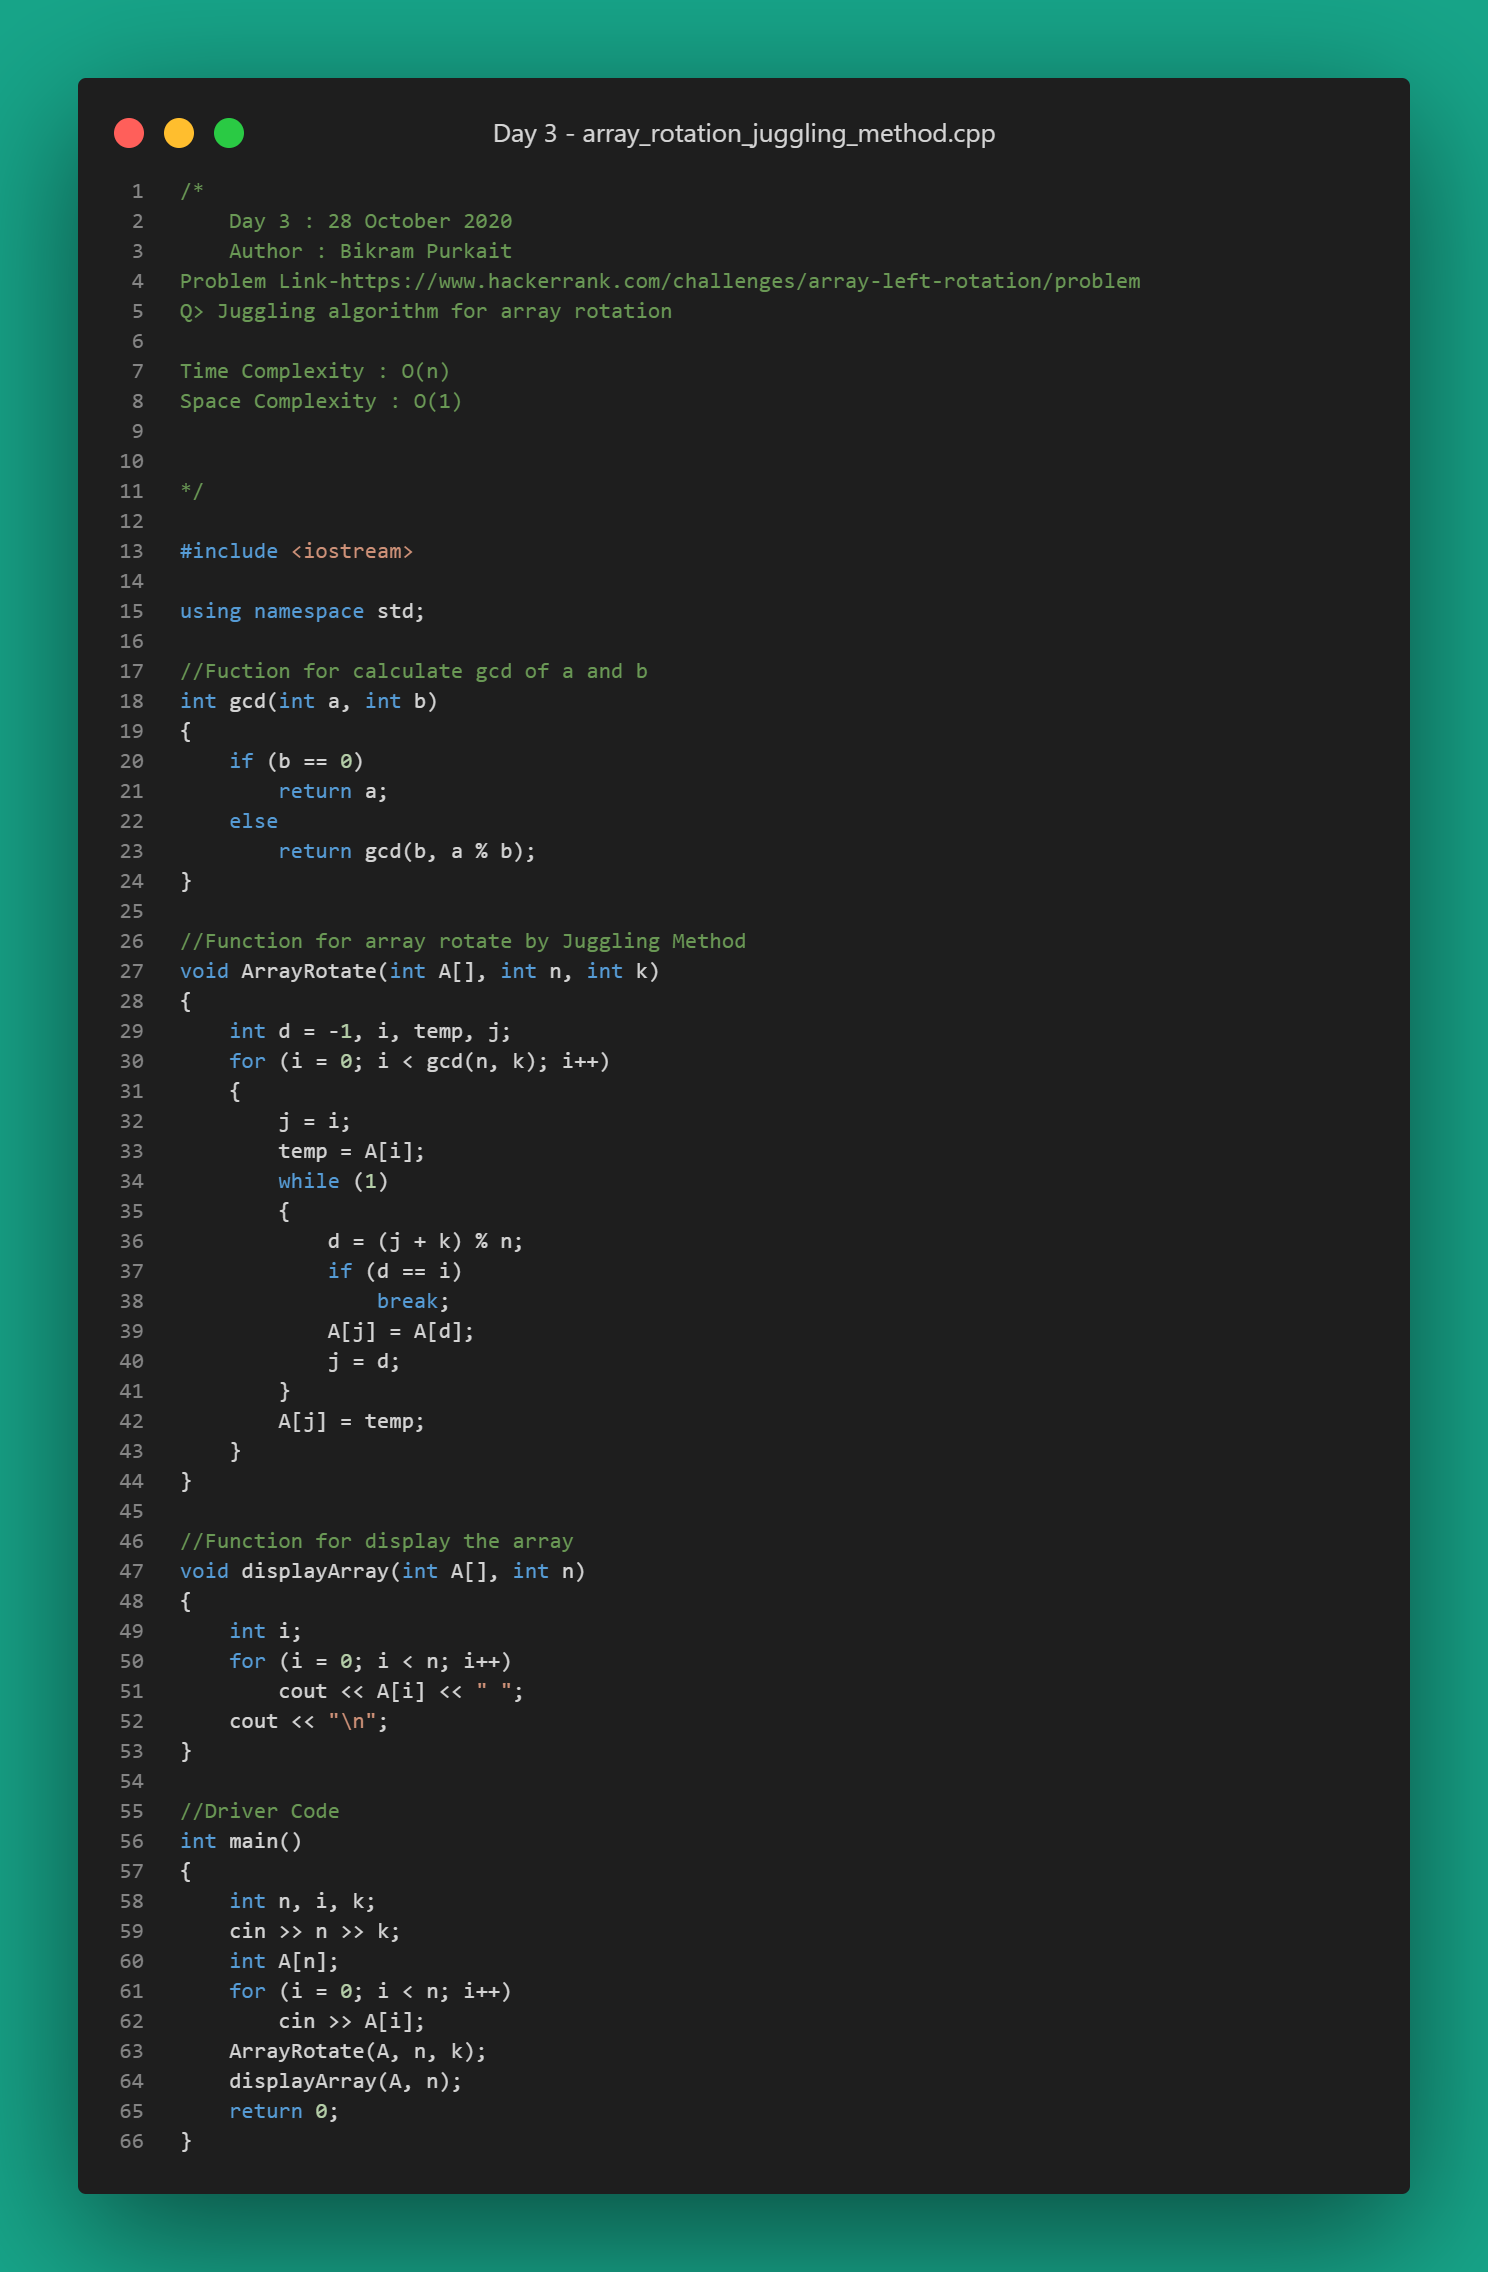 Day 3 - array_rotation_juggling_method.cpp
1 /*
2     Day 3 : 28 October 2020
3     Author : Bikram Purkait
4 Problem Link-https://www.hackerrank.com/challenges/array-left-rotation/problem
5 Q> Juggling algorithm for array rotation
6
7 Time Complexity : O(n)
8 Space Complexity : O(1)
9
10
11 */
12
13 #include <iostream>
14
15 using namespace std;
16
17 //Fuction for calculate gcd of a and b
18 int gcd(int a, int b)
19 {
20     if (b == 0)
21         return a;
22     else
23         return gcd(b, a % b);
24 }
25
26 //Function for array rotate by Juggling Method
27 void ArrayRotate(int A[], int n, int k)
28 {
29     int d = -1, i, temp, j;
30     for (i = 0; i < gcd(n, k); i++)
31     {
32         j = i;
33         temp = A[i];
34         while (1)
35         {
36             d = (j + k) % n;
37             if (d == i)
38                 break;
39             A[j] = A[d];
40             j = d;
41         }
42         A[j] = temp;
43     }
44 }
45
46 //Function for display the array
47 void displayArray(int A[], int n)
48 {
49     int i;
50     for (i = 0; i < n; i++)
51         cout << A[i] << " ";
52     cout << "\n";
53 }
54
55 //Driver Code
56 int main()
57 {
58     int n, i, k;
59     cin >> n >> k;
60     int A[n];
61     for (i = 0; i < n; i++)
62         cin >> A[i];
63     ArrayRotate(A, n, k);
64     displayArray(A, n);
65     return 0;
66 }